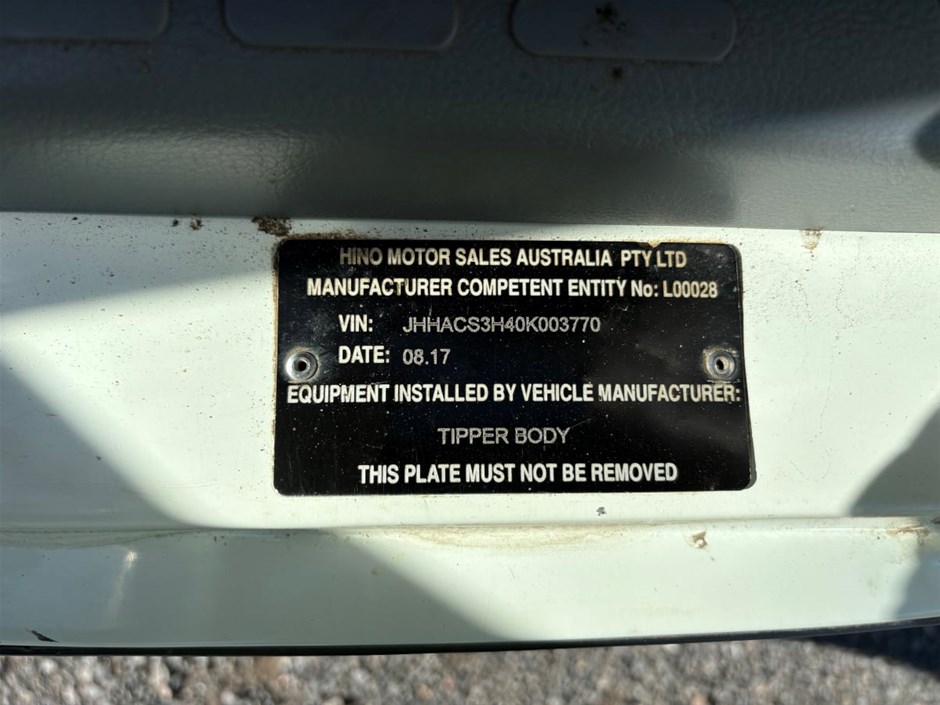 HINO MOTOR SALES AUSTRALIA PTY LTD
MANUFACTURER COMPETENT ENTITY No: L00028
VIN: JHHACS3H40K003770
DATE: 08.17
EQUIPMENT INSTALLED BY VEHICLE MANUFACTURER:
TIPPER BODY
THIS PLATE MUST NOT BE REMOVED